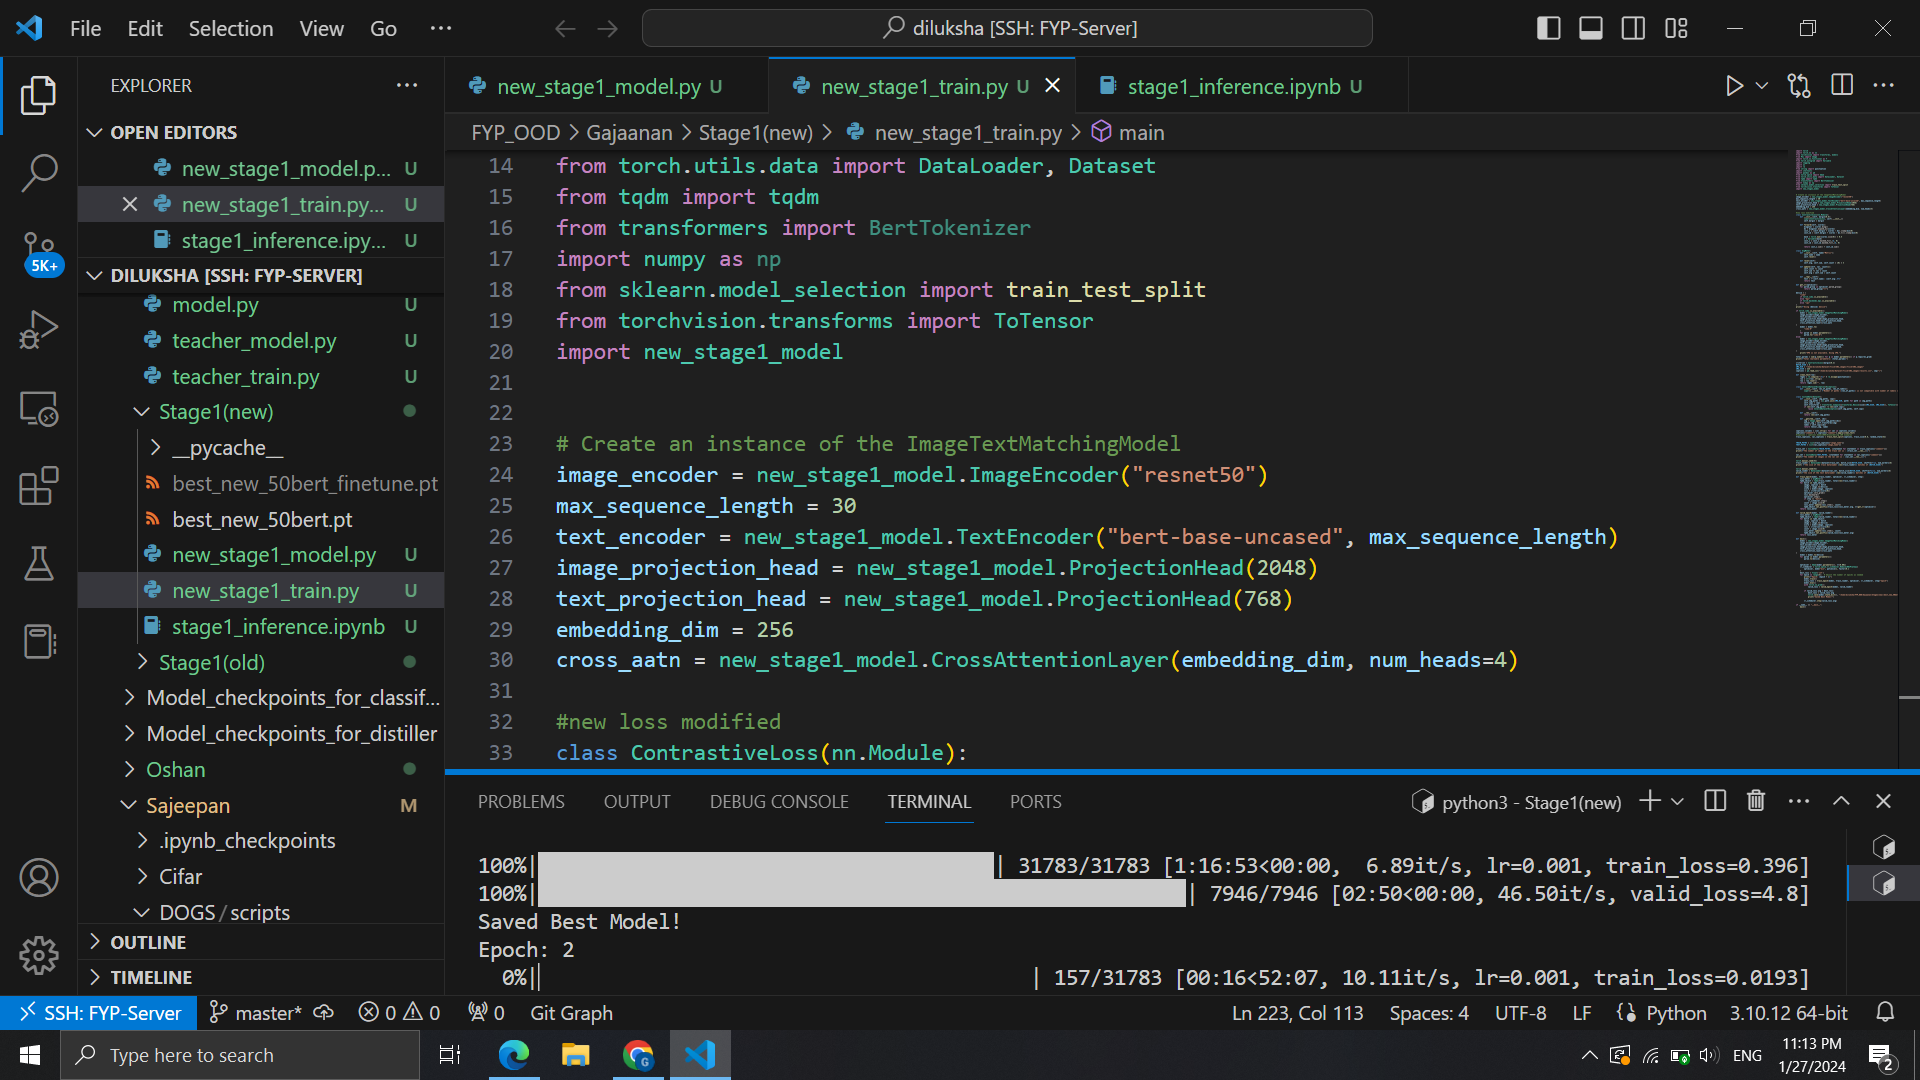 File Edit Selection View Go ···
diluksha [SSH: FYP-Server]
EXPLORER
OPEN EDITORS
new_stage1_model.p... U
new_stage1_train.py... U
stage1_inference.ipy... U
5K+
DILUKSHA [SSH: FYP-SERVER]
model.py U
teacher_model.py U
teacher_train.py U
Stage1(new)
__pycache__
best_new_50bert_finetune.pt
best_new_50bert.pt
new_stage1_model.py U
new_stage1_train.py U
stage1_inference.ipynb U
Stage1(old)
Model_checkpoints_for_classif...
Model_checkpoints_for_distiller
Oshan
Sajeepan M
.ipynb_checkpoints
Cifar
DOGS/scripts
OUTLINE
TIMELINE
new_stage1_model.py U new_stage1_train.py U stage1_inference.ipynb U
FYP_OOD > Gajaanan > Stage1(new) > new_stage1_train.py > main
14 from torch.utils.data import DataLoader, Dataset
15 from tqdm import tqdm
16 from transformers import BertTokenizer
17 import numpy as np
18 from sklearn.model_selection import train_test_split
19 from torchvision.transforms import ToTensor
20 import new_stage1_model
21
22
23 # Create an instance of the ImageTextMatchingModel
24 image_encoder = new_stage1_model.ImageEncoder("resnet50")
25 max_sequence_length = 30
26 text_encoder = new_stage1_model.TextEncoder("bert-base-uncased", max_sequence_length)
27 image_projection_head = new_stage1_model.ProjectionHead(2048)
28 text_projection_head = new_stage1_model.ProjectionHead(768)
29 embedding_dim = 256
30 cross_aatn = new_stage1_model.CrossAttentionLayer(embedding_dim, num_heads=4)
31
32 #new loss modified
33 class ContrastiveLoss(nn.Module):
PROBLEMS OUTPUT DEBUG CONSOLE TERMINAL PORTS
python3 - Stage1(new)
100%| | 31783/31783 [1:16:53<00:00, 6.89it/s, lr=0.001, train_loss=0.396]
100%| | 7946/7946 [02:50<00:00, 46.50it/s, valid_loss=4.8]
Saved Best Model!
Epoch: 2
0%| | 157/31783 [00:16<52:07, 10.11it/s, lr=0.001, train_loss=0.0193]
SSH: FYP-Server master* 0 0 0 Git Graph
Ln 223, Col 113 Spaces: 4 UTF-8 LF Python 3.10.12 64-bit
Type here to search
ENG
11:13 PM
1/27/2024
2